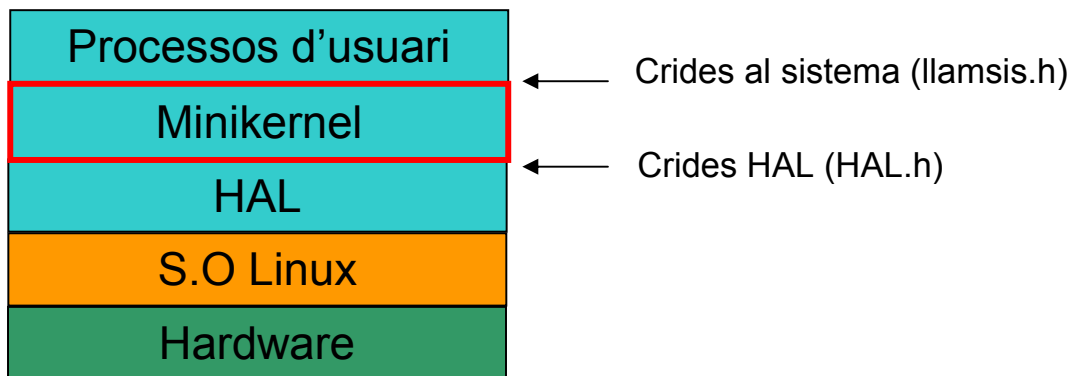 Processos d'usuari
Crides al sistema (llamsis.h)
Minikernel
Crides HAL (HAL.h)
HAL
S.O Linux
Hardware